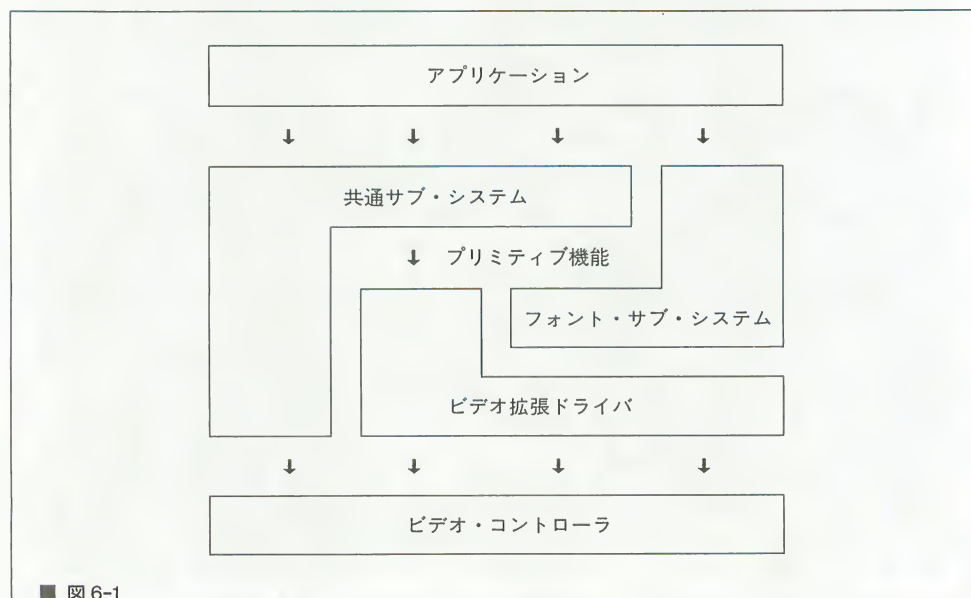 アプリケーション
共通サブ・システム
プリミティブ機能
フォント・サブ・システム
ビデオ拡張ドライバ
ビデオ・コントローラ
■ 図6-1